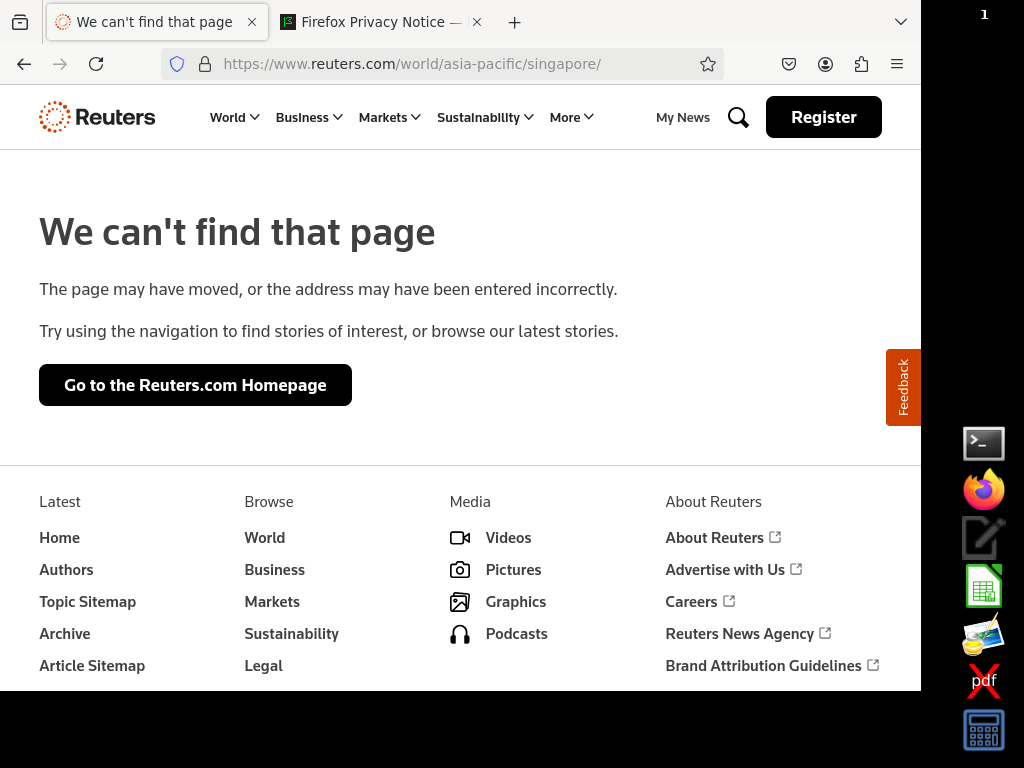 We can't find that page
Firefox Privacy Notice —
1
https://www.reuters.com/world/asia-pacific/singapore/
Reuters
World
Business
Markets
Sustainability
More
My News
Register
We can't find that page
The page may have moved, or the address may have been entered incorrectly.
Try using the navigation to find stories of interest, or browse our latest stories.
Go to the Reuters.com Homepage
Feedback
Latest
Home
Authors
Topic Sitemap
Archive
Article Sitemap
Browse
World
Business
Markets
Sustainability
Legal
Media
Videos
Pictures
Graphics
Podcasts
About Reuters
About Reuters
Advertise with Us
Careers
Reuters News Agency
Brand Attribution Guidelines
pdf